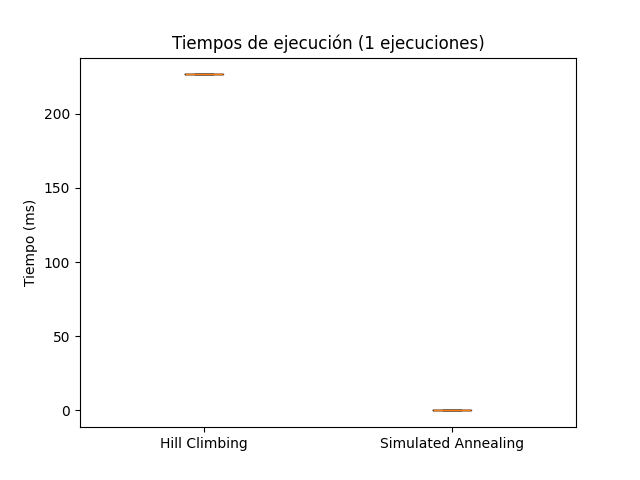 Tiempos de ejecución (1 ejecuciones)
Tiempo (ms)
200
150
100
50
0
Hill Climbing
Simulated Annealing